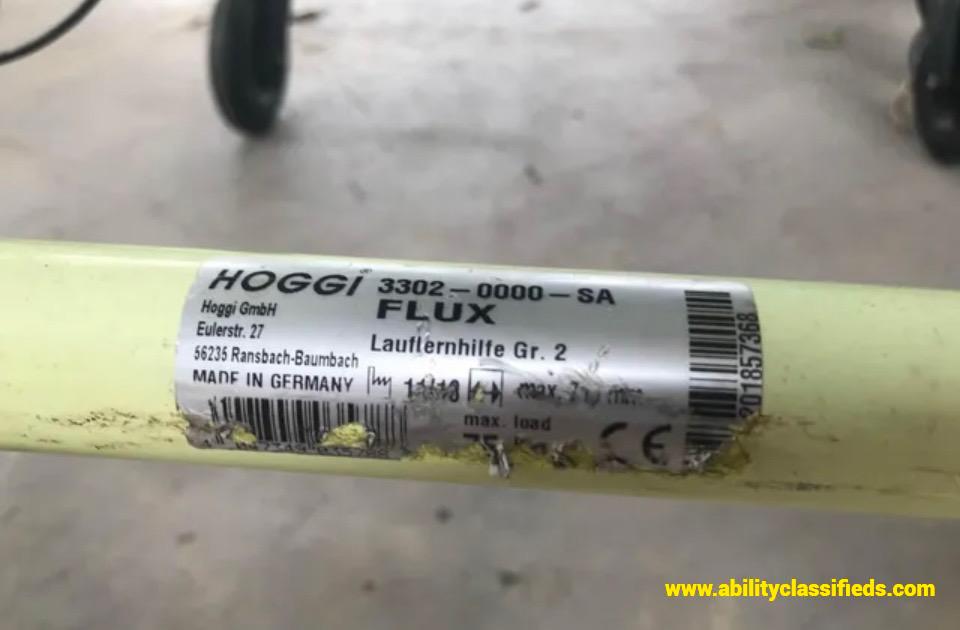 HOGGi® 3302-0000-SA
FLUX
Hoggi GmbH
Eulerstr. 27
56235 Ransbach-Baumbach
MADE IN GERMANY
Lauflernhilfe Gr. 2
max.
max. load
CE
201857368
www.abilityclassifieds.com